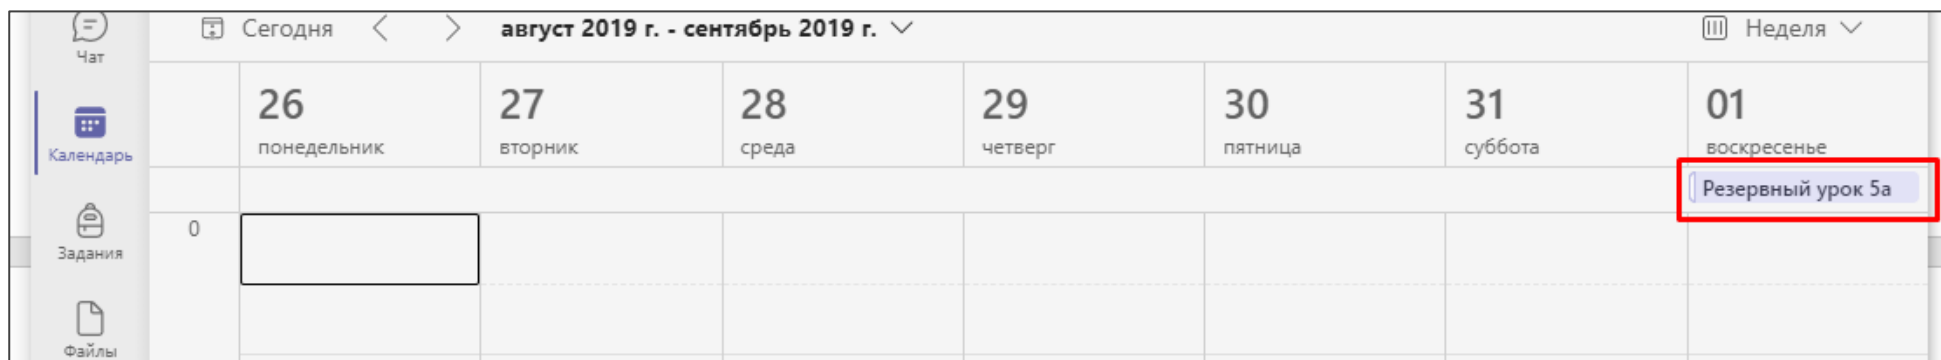 Чат
Календарь
Задания
Файлы
Сегодня август 2019 г. - сентябрь 2019 г. Неделя
26 27 28 29 30 31 01
понедельник вторник среда четверг пятница суббота воскресенье
Резервный урок 5а
0